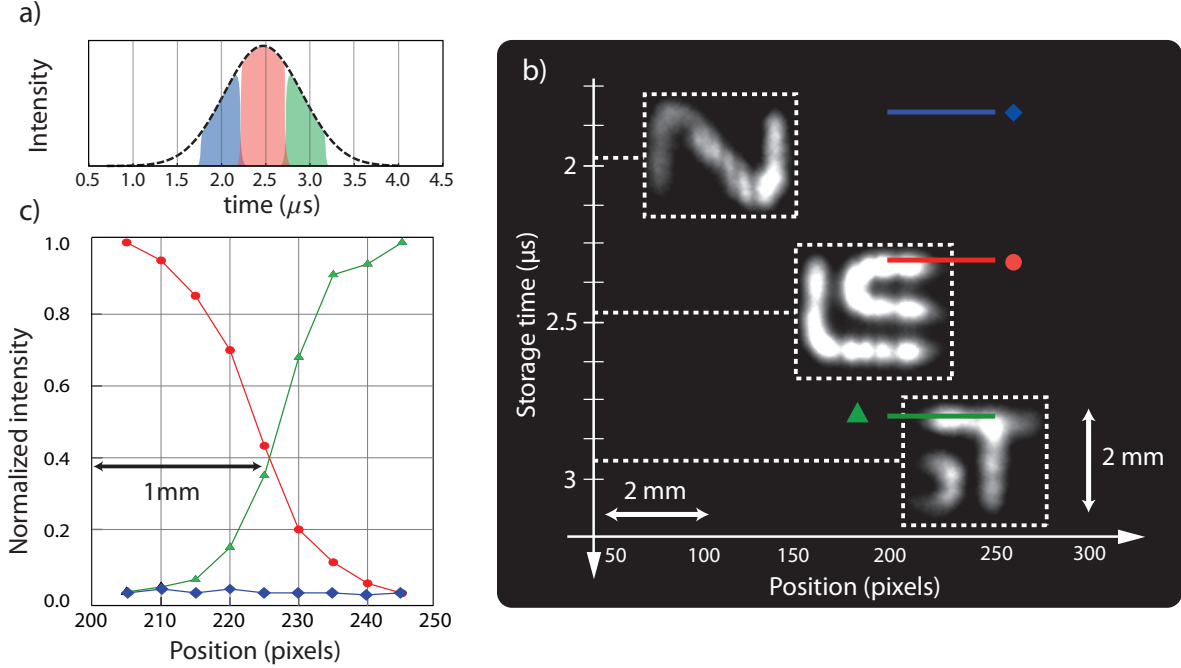 a)
Intensity
0.5 1.0 1.5 2.0 2.5 3.0 3.5 4.0 4.5
time (μs)
c)
Normalized intensity
1.0
0.8
0.6
0.4
0.2
0.0
1mm
200 210 220 230 240 250
Position (pixels)
b)
Storage time (μs)
2
2.5
3
N
T
2 mm
2 mm
50 100 150 200 250 300
Position (pixels)